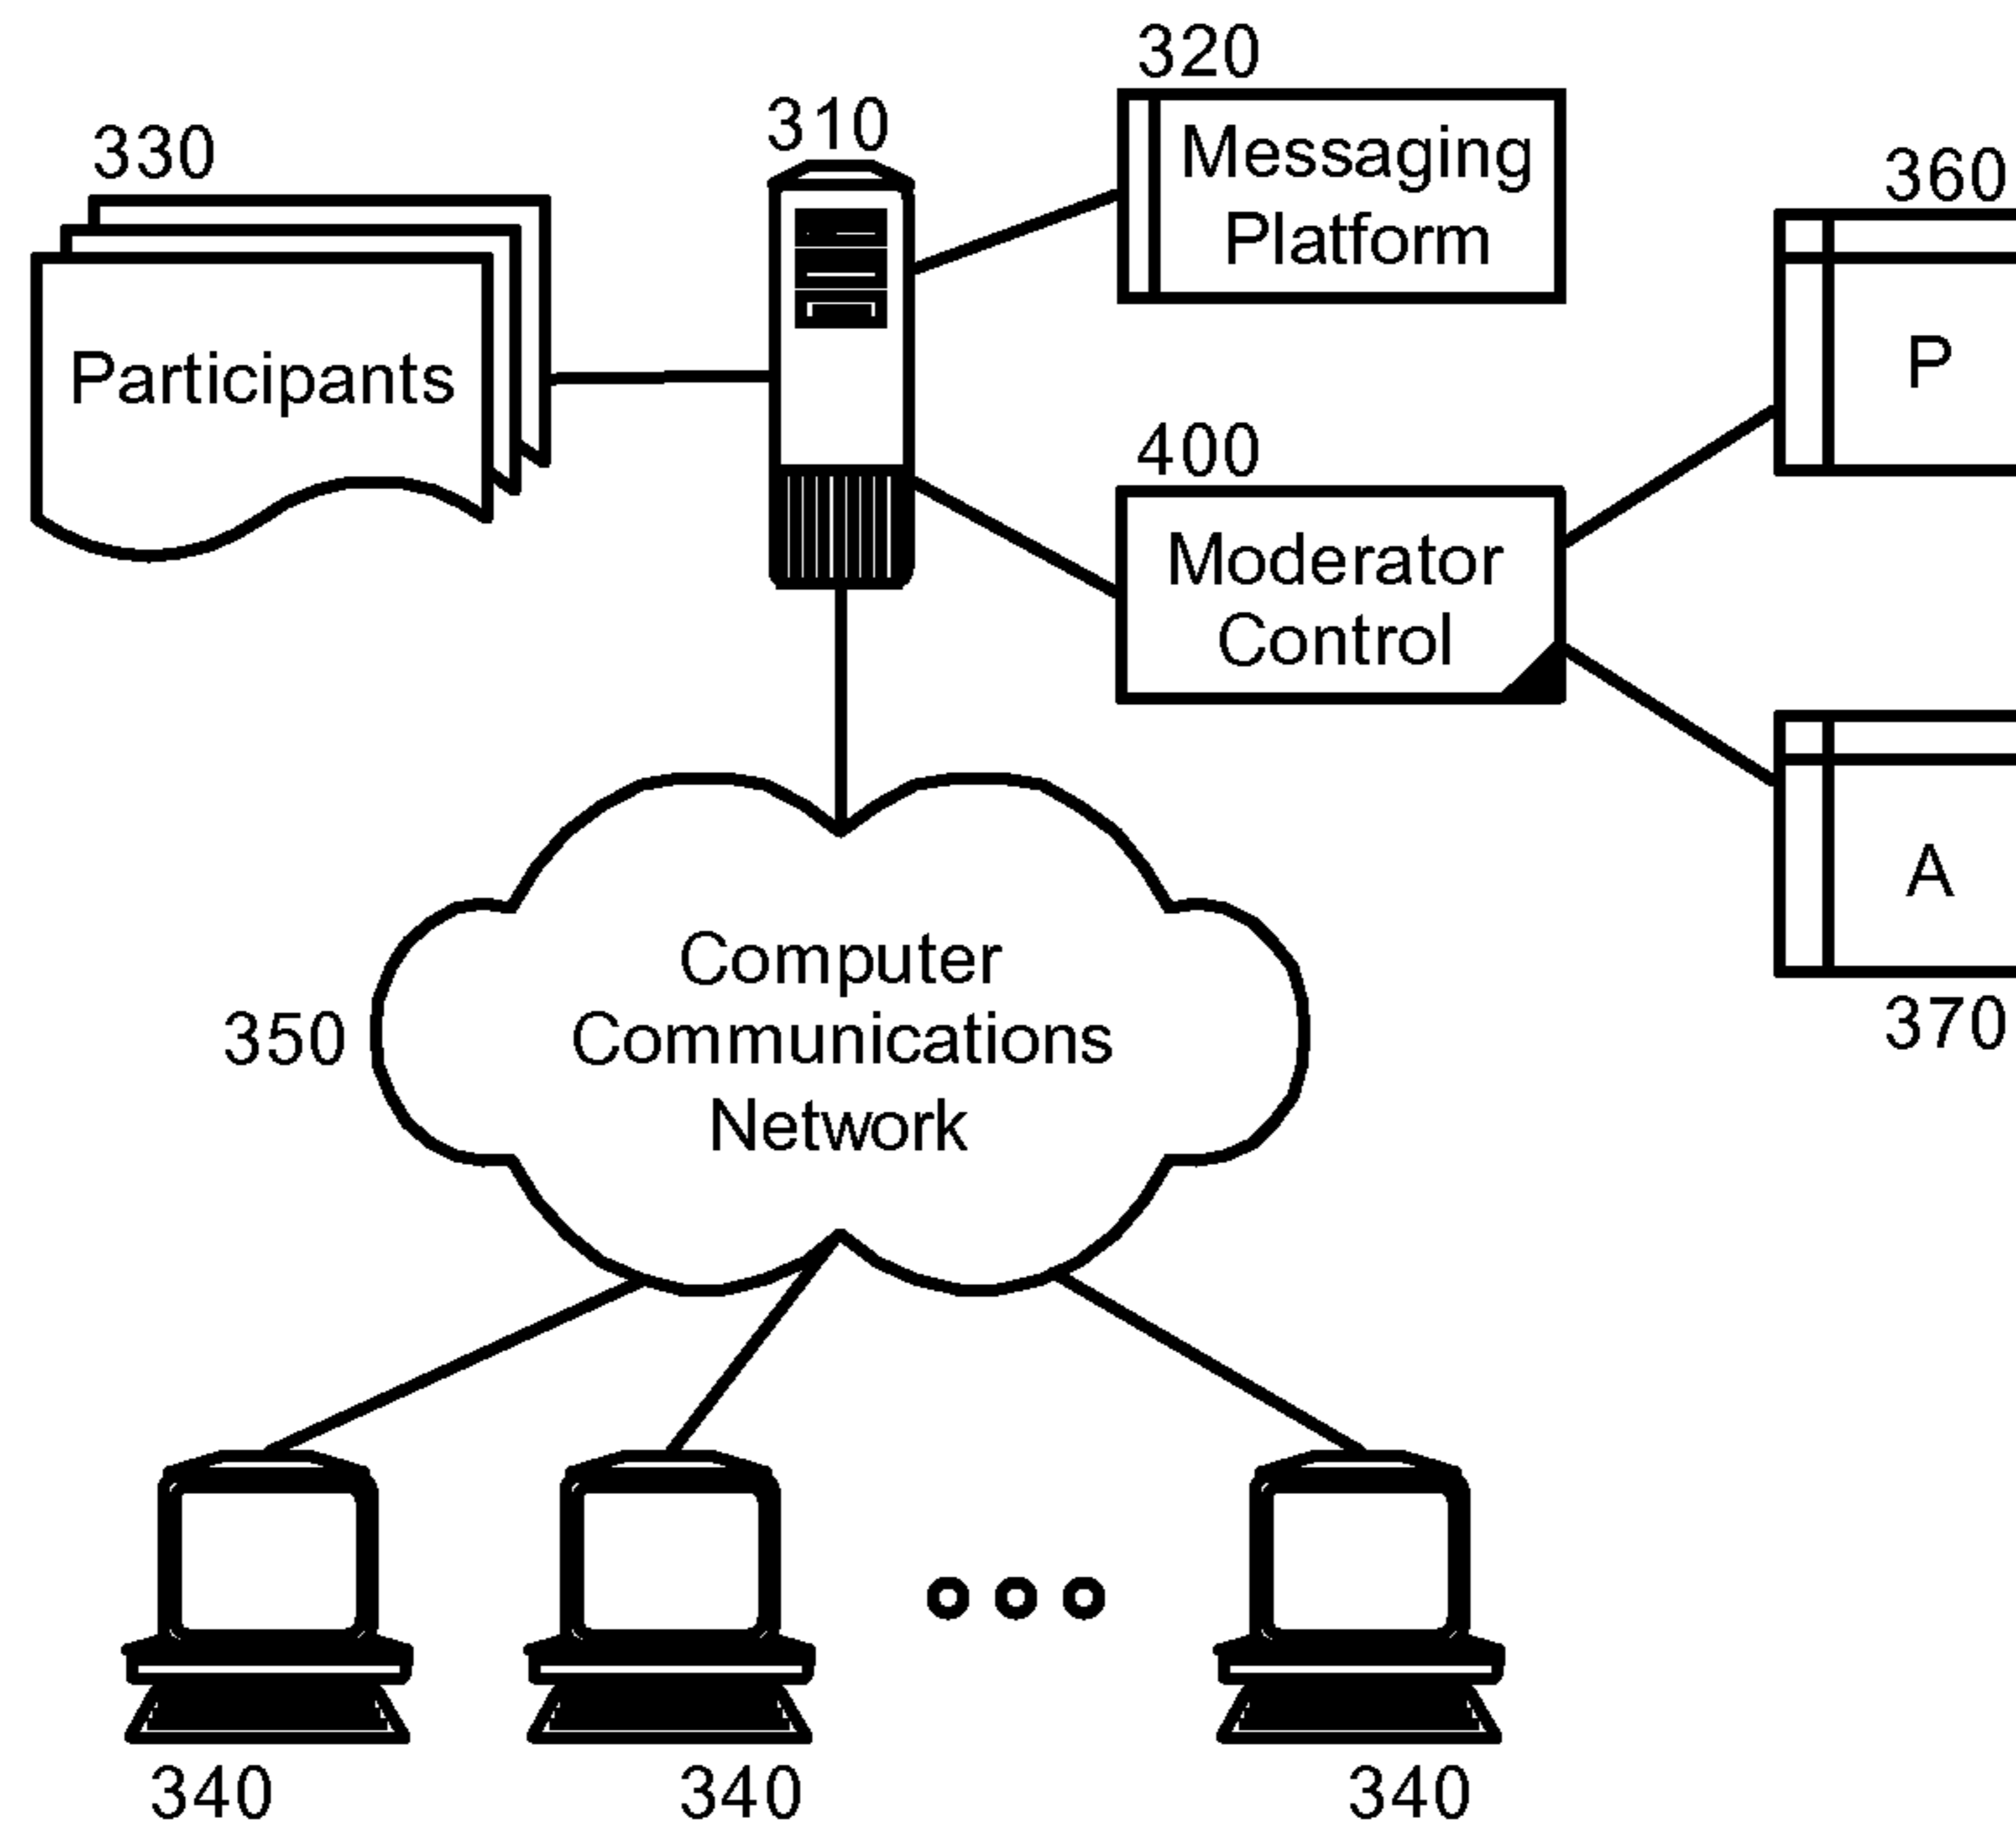 320
310
330
Messaging
Platform
360
Participants
P
400
Moderator
Control
A
Computer
350
Communications
Network
370
340
340
340